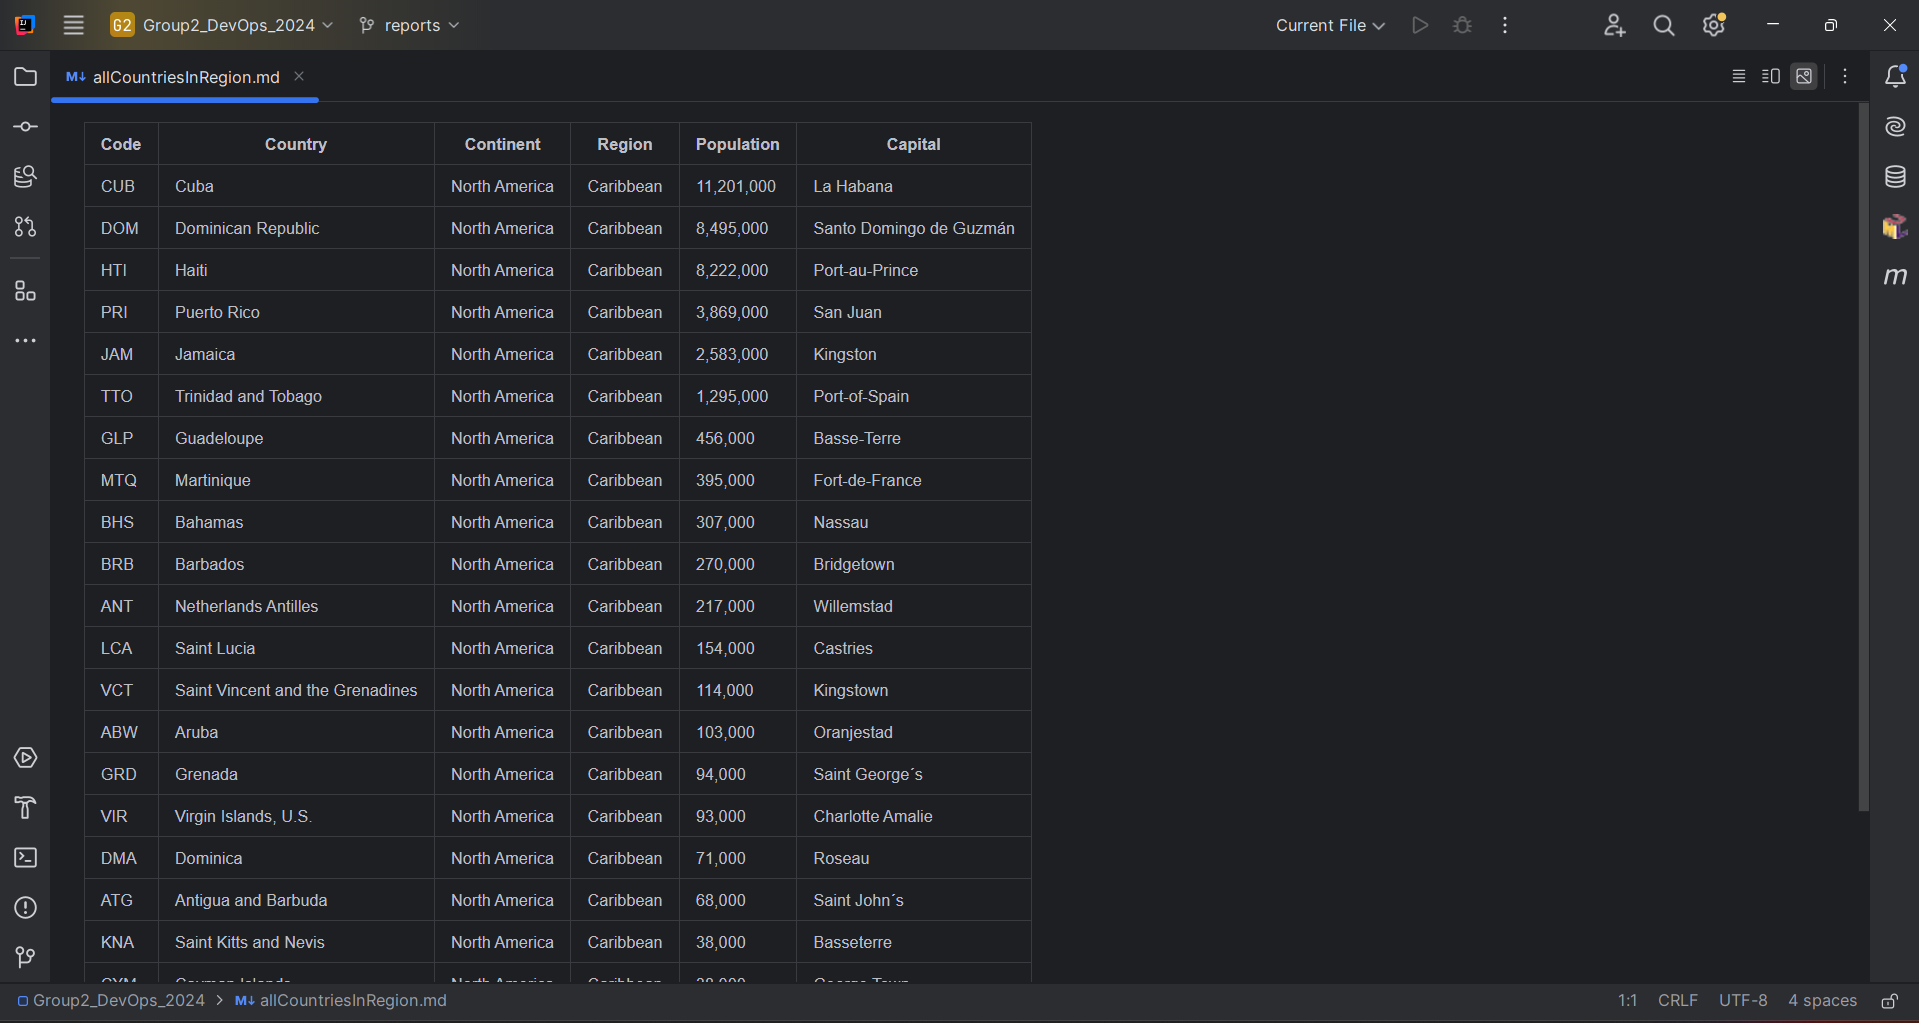 G2 Group2_DevOps_2024 reports Current File
M↓ allCountriesInRegion.md
Code Country Continent Region Population Capital
CUB Cuba North America Caribbean 11,201,000 La Habana
DOM Dominican Republic North America Caribbean 8,495,000 Santo Domingo de Guzmán
HTI Haiti North America Caribbean 8,222,000 Port-au-Prince
PRI Puerto Rico North America Caribbean 3,869,000 San Juan
JAM Jamaica North America Caribbean 2,583,000 Kingston
TTO Trinidad and Tobago North America Caribbean 1,295,000 Port-of-Spain
GLP Guadeloupe North America Caribbean 456,000 Basse-Terre
MTQ Martinique North America Caribbean 395,000 Fort-de-France
BHS Bahamas North America Caribbean 307,000 Nassau
BRB Barbados North America Caribbean 270,000 Bridgetown
ANT Netherlands Antilles North America Caribbean 217,000 Willemstad
LCA Saint Lucia North America Caribbean 154,000 Castries
VCT Saint Vincent and the Grenadines North America Caribbean 114,000 Kingstown
ABW Aruba North America Caribbean 103,000 Oranjestad
GRD Grenada North America Caribbean 94,000 Saint George´s
VIR Virgin Islands, U.S. North America Caribbean 93,000 Charlotte Amalie
DMA Dominica North America Caribbean 71,000 Roseau
ATG Antigua and Barbuda North America Caribbean 68,000 Saint John´s
KNA Saint Kitts and Nevis North America Caribbean 38,000 Basseterre
Group2_DevOps_2024 > M↓ allCountriesInRegion.md 1:1 CRLF UTF-8 4 spaces